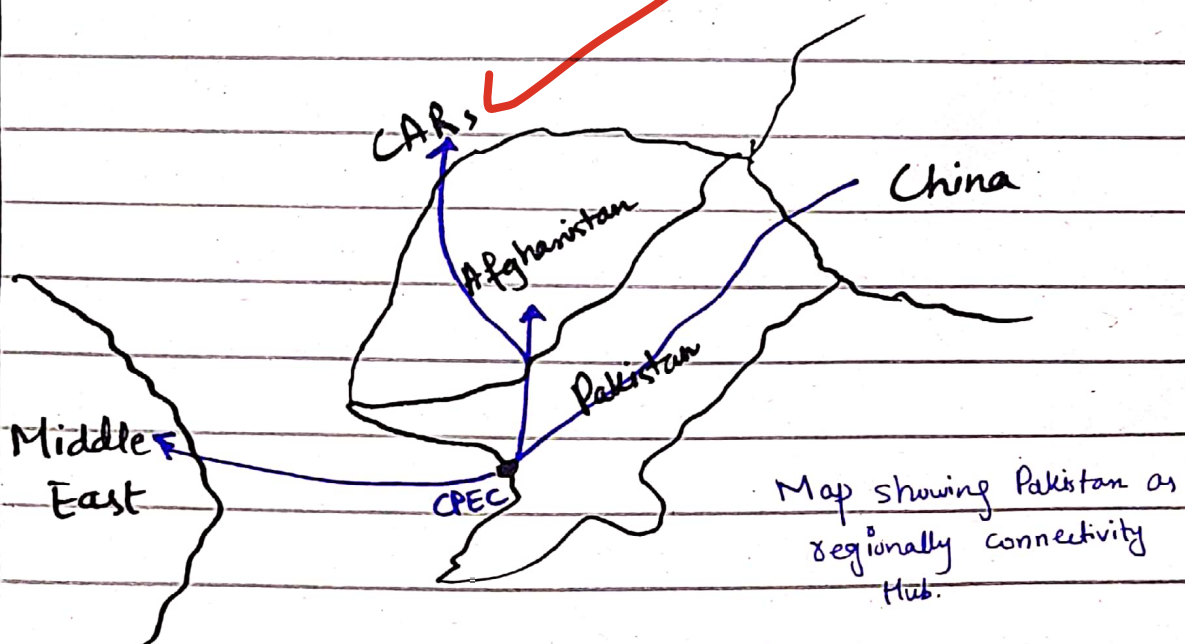 CARs
China
Afghanistan
Pakistan
Middle
East
CPEC
Map showing Pakistan as
regionally connectivity
Hub.